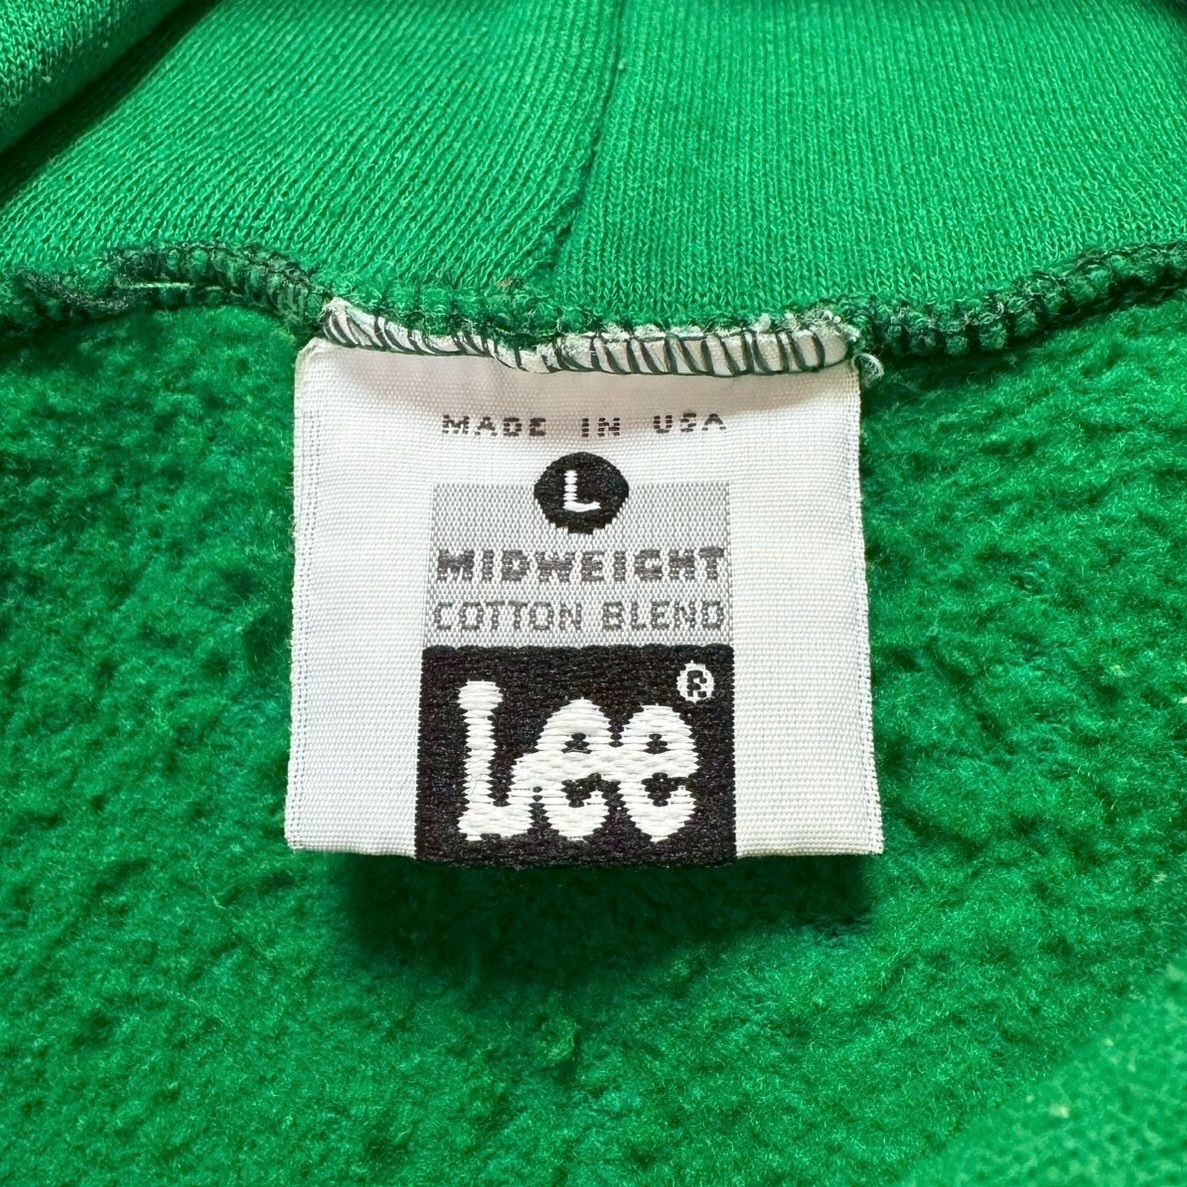 MADE IN USA
L
MIDWEIGHT
COTTON BLEND
Lee®